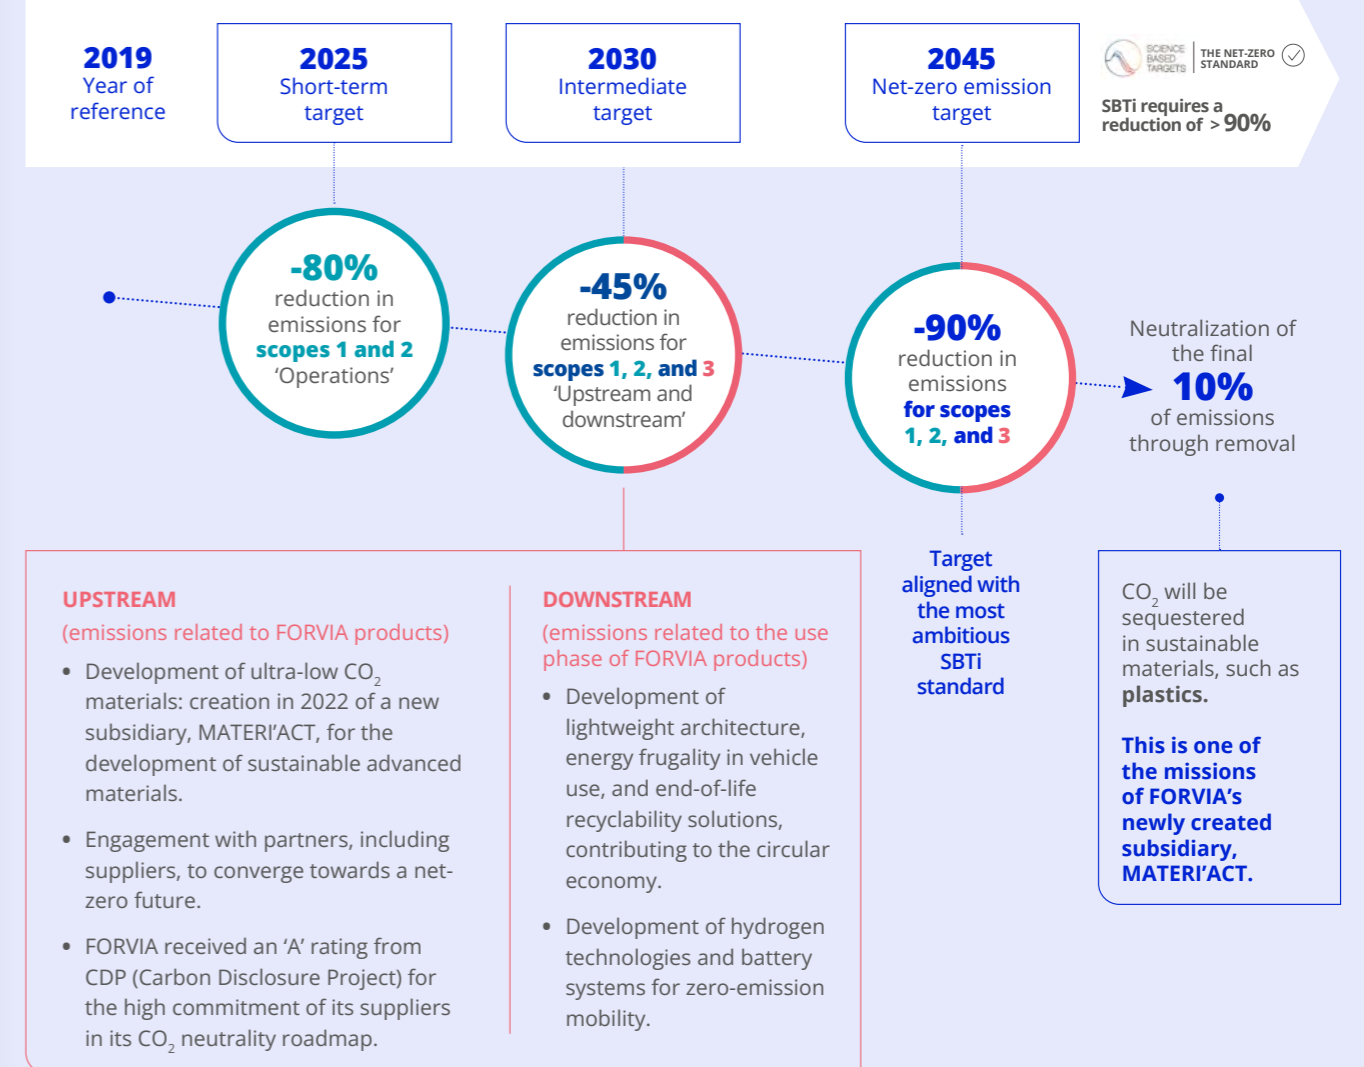 2019
Year of
reference
2025
Short-term
target
2030
Intermediate
target
2045
Net-zero emission
target
SCIENCE
BASED
TARGETS
THE NET-ZERO
STANDARD
SBTi requires a
reduction of > 90%
-80%
reduction in
emissions for
scopes 1 and 2
‘Operations’
-45%
reduction in
emissions for
scopes 1, 2, and 3
‘Upstream and
downstream’
-90%
reduction in
emissions
for scopes
1, 2, and 3
Neutralization of
the final
10%
of emissions
through removal
UPSTREAM
(emissions related to FORVIA products)
• Development of ultra-low CO₂
materials: creation in 2022 of a new
subsidiary, MATERI’ACT, for the
development of sustainable advanced
materials.
• Engagement with partners, including
suppliers, to converge towards a net-
zero future.
• FORVIA received an ‘A’ rating from
CDP (Carbon Disclosure Project) for
the high commitment of its suppliers
in its CO₂ neutrality roadmap.
DOWNSTREAM
(emissions related to the use
phase of FORVIA products)
• Development of
lightweight architecture,
energy frugality in vehicle
use, and end-of-life
recyclability solutions,
contributing to the circular
economy.
• Development of hydrogen
technologies and battery
systems for zero-emission
mobility.
Target
aligned with
the most
ambitious
SBTi
standard
CO₂ will be
sequestered
in sustainable
materials, such as
plastics.
This is one of
the missions
of FORVIA’s
newly created
subsidiary,
MATERI’ACT.